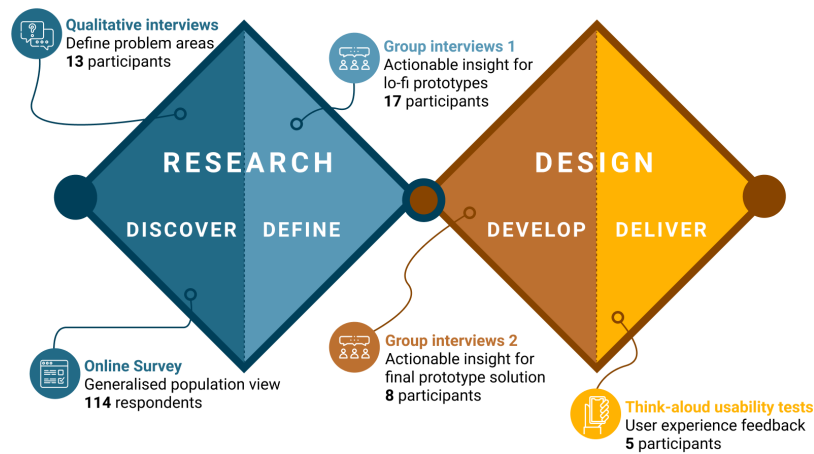 Qualitative interviews
Define problem areas
13 participants
Group interviews 1
Actionable insight for
lo-fi prototypes
17 participants
RESEARCH
DISCOVER
DEFINE
DESIGN
DEVELOP
DELIVER
Online Survey
Generalised population view
114 respondents
Group interviews 2
Actionable insight for
final prototype solution
8 participants
Think-aloud usability tests
User experience feedback
5 participants